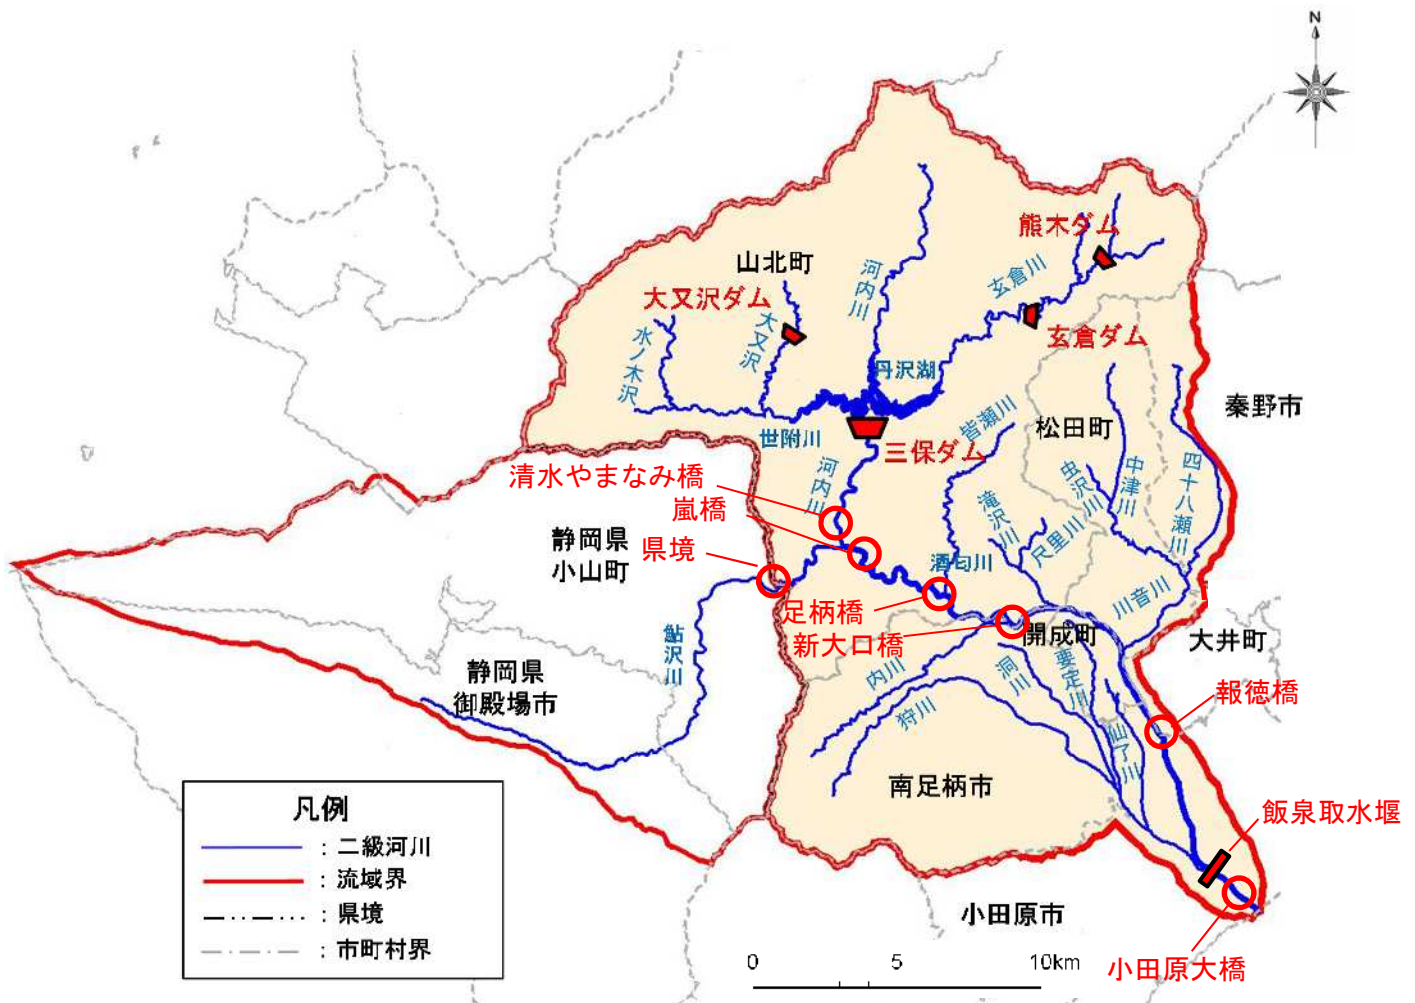 N
熊木ダム
山北町
河内川
玄倉川
大又沢ダム
水ノ木沢
大又沢
玄倉ダム
丹沢湖
秦野市
世附川
三保ダム
皆瀬川
松田町
清水やまなみ橋
河内川
虫沢川
中津川
四十八瀬川
嵐橋
滝沢川
尺里川
静岡県
小山町
県境
酒匂川
川音川
足柄橋
新大口橋
開成町
大井町
鮎沢川
静岡県
御殿場市
内川
洞川
要定川
狩川
仙了川
報徳橋
南足柄市
飯泉取水堰
凡例
：二級河川
：流域界
：県境
：市町村界
小田原市
小田原大橋
0 5 10km